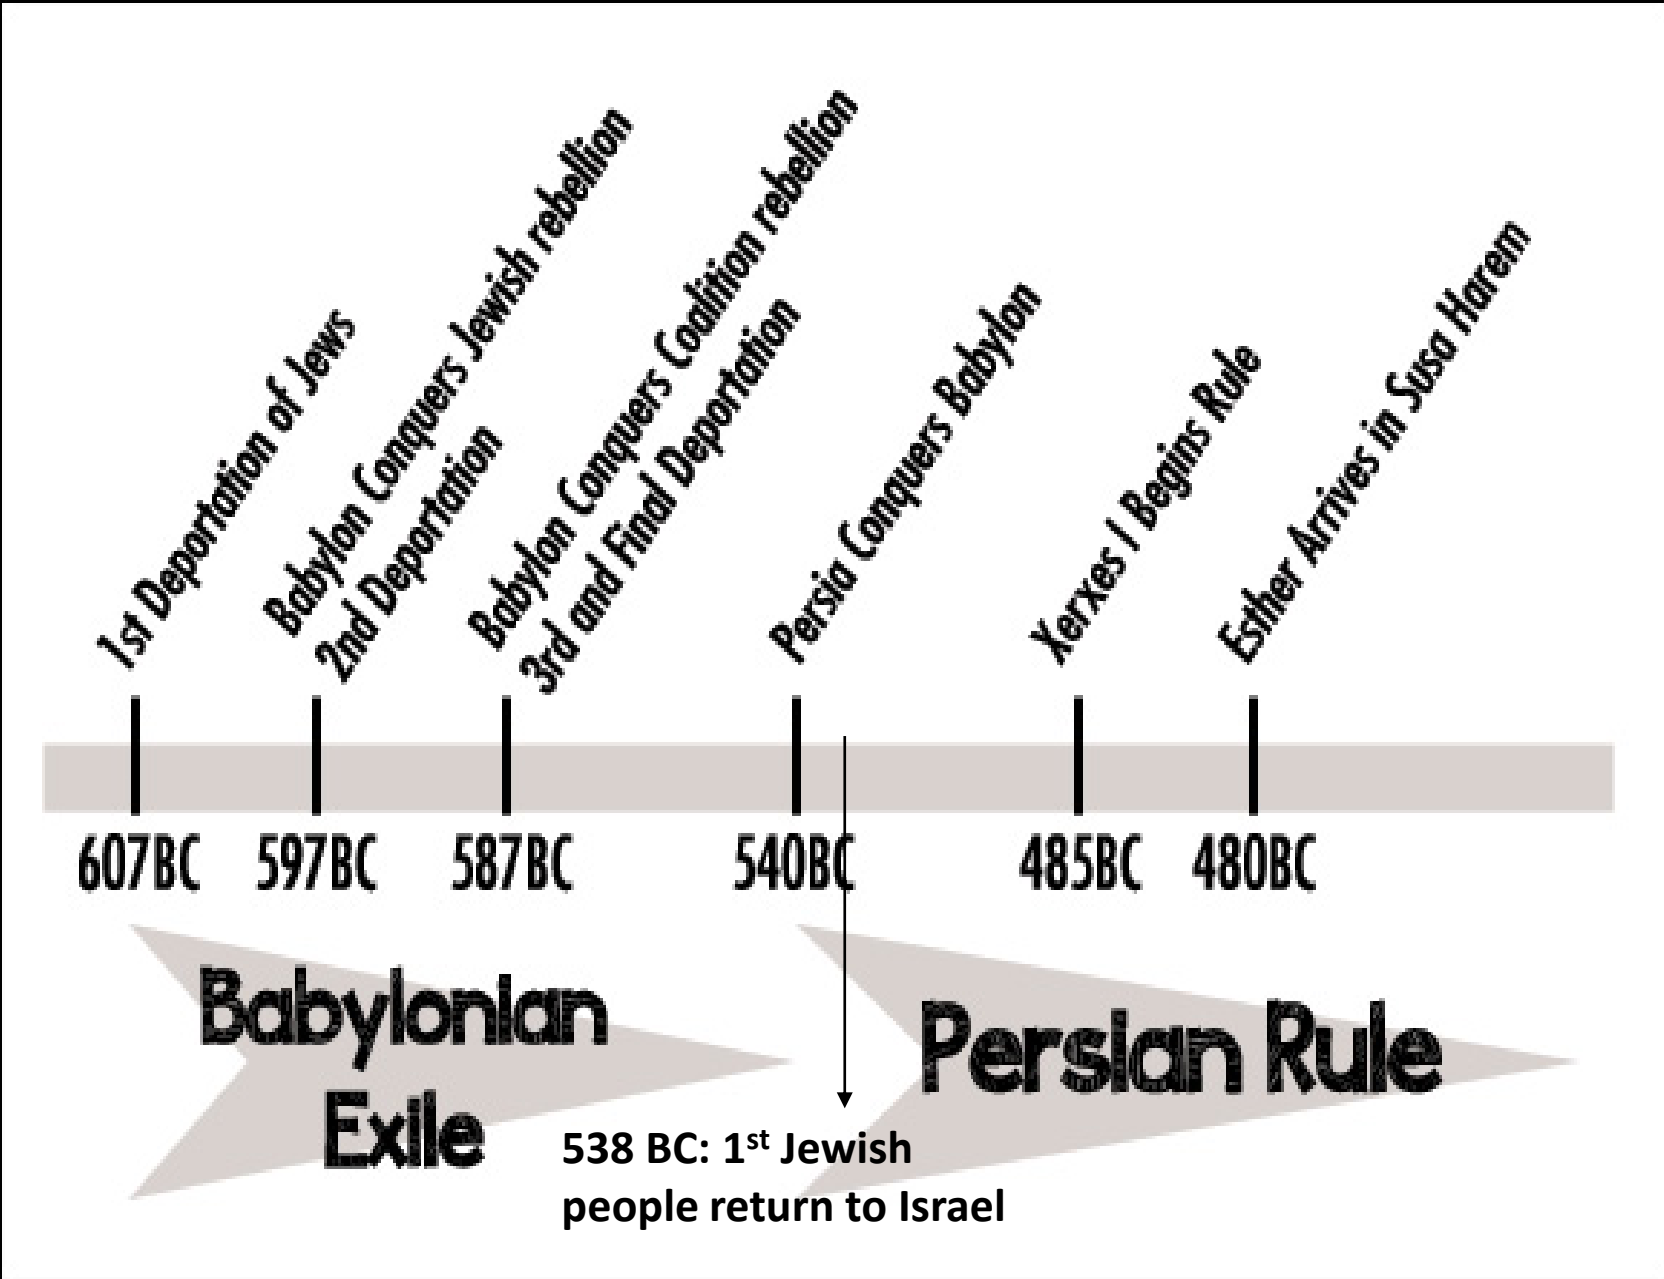 1st Deportation of Jews
Babylon Conquers Jewish rebellion
2nd Deportation
Babylon Conquers Coalition rebellion
3rd and Final Deportation
Persia Conquers Babylon
Xerxes I Begins Rule
Esther Arrives in Susa Harem
607BC
597BC
587BC
540BC
485BC
480BC
Babylonian
Exile
Persian Rule
538 BC: 1st Jewish
people return to Israel